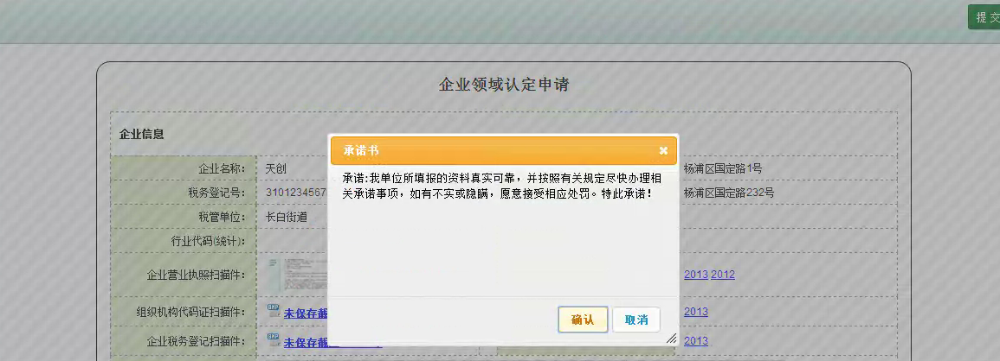 提 交
企业领域认定申请
企业信息
承诺书
承诺:我单位所填报的资料真实可靠，并按照有关规定尽快办理相
关承诺事项，如有不实或隐瞒，愿意接受相应处罚。特此承诺！
确认 取消
企业名称: 天创 杨浦区国定路1号
税务登记号: 3101234567 杨浦区国定路232号
税管单位: 长白街道
行业代码(统计):
企业营业执照扫描件: 2013 2012
组织机构代码证扫描件: 未保存截 2013
企业税务登记扫描件: 未保存截 2013